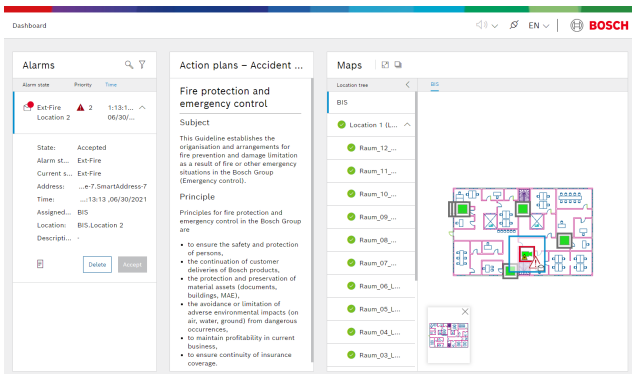 Dashboard
EN
BOSCH
Alarms
Alarm state Priority Time
Ext-Fire 2 1:13:1...
Location 2 06/30/...
State: Accepted
Alarm st... Ext-Fire
Current s... Ext-Fire
Address: ...e-7.SmartAddress-7
Time: ...:13:13 ,06/30/2021
Assigned... BIS
Location: BIS.Location 2
Descripti... -
Delete Accept
Action plans – Accident ...
Fire protection and
emergency control
Subject
This Guideline establishes the
organisation and arrangements for
fire prevention and damage limitation
as a result of fire or other emergency
situations in the Bosch Group
(Emergency control).
Principle
Principles for fire protection and
emergency control in the Bosch Group
are
• to ensure the safety and protection
of persons,
• the continuation of customer
deliveries of Bosch products,
• the protection and preservation of
material assets (documents,
buildings, MAE),
• the avoidance or limitation of
adverse environmental impacts (on
air, water, ground) from dangerous
occurrences,
• to maintain profitability in current
business,
• to ensure continuity of insurance
coverage.
Maps
Location tree
BIS
Location 1 (L...
Raum_12_...
Raum_11_...
Raum_10_...
Raum_09_...
Raum_08_...
Raum_07_...
Raum_06_L...
Raum_05_L...
Raum_04_L...
Raum_03_L...
BIS